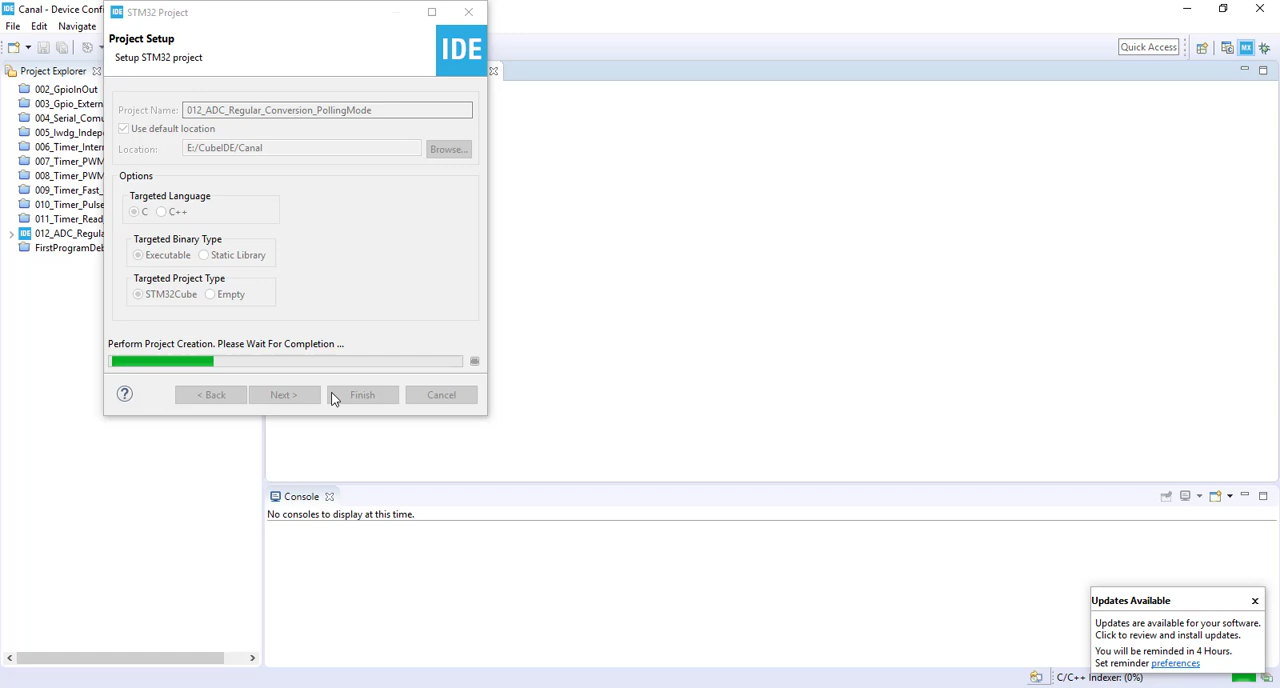 IDE Canal - Device Confi
File Edit Navigate
Quick Access
MX
Project Explorer
002_GpioInOut
003_Gpio_Extern
004_Serial_Comu
005_Iwdg_Indep
006_Timer_Inter
007_Timer_PWM
008_Timer_PWM
009_Timer_Fast_
010_Timer_Pulse
011_Timer_Read
IDE 012_ADC_Regula
FirstProgramDeb
IDE STM32 Project
Project Setup
Setup STM32 project
IDE
Project Name: 012_ADC_Regular_Conversion_PollingMode
Use default location
Location: E:/CubeIDE/Canal Browse...
Options
Targeted Language
C C++
Targeted Binary Type
Executable Static Library
Targeted Project Type
STM32Cube Empty
Perform Project Creation. Please Wait For Completion ...
? < Back Next > Finish Cancel
Console
No consoles to display at this time.
Updates Available
Updates are available for your software.
Click to review and install updates.
You will be reminded in 4 Hours.
Set reminder preferences
C/C++ Indexer: (0%)